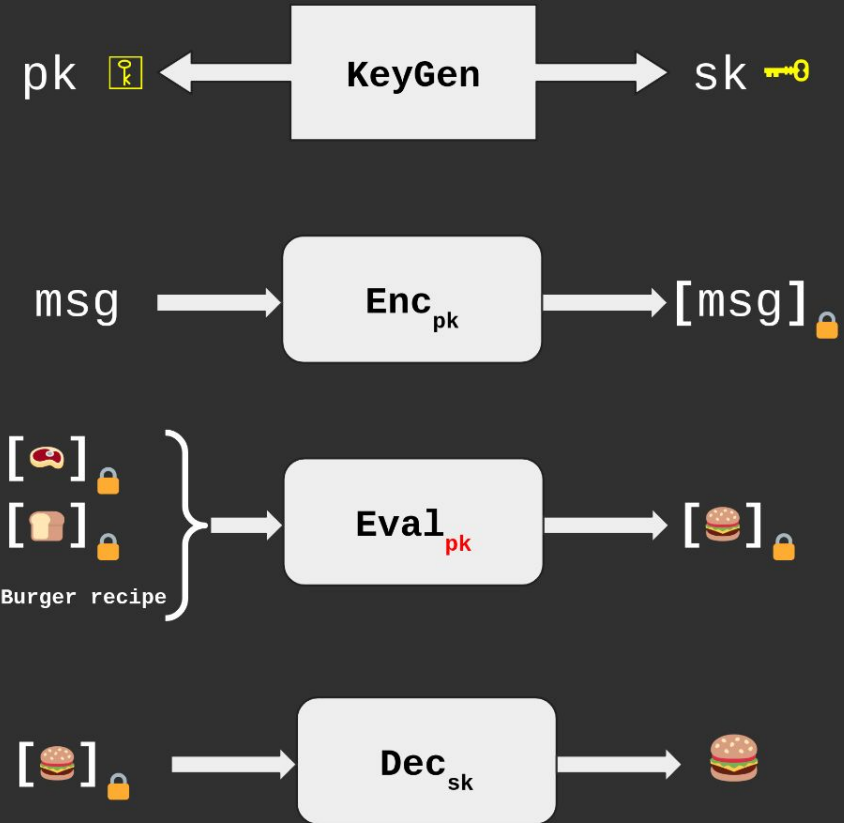 pk KeyGen sk
msg Enc pk [msg]
[ ]
[ ]
Eval pk [ ]
Burger recipe
[ ] Dec sk